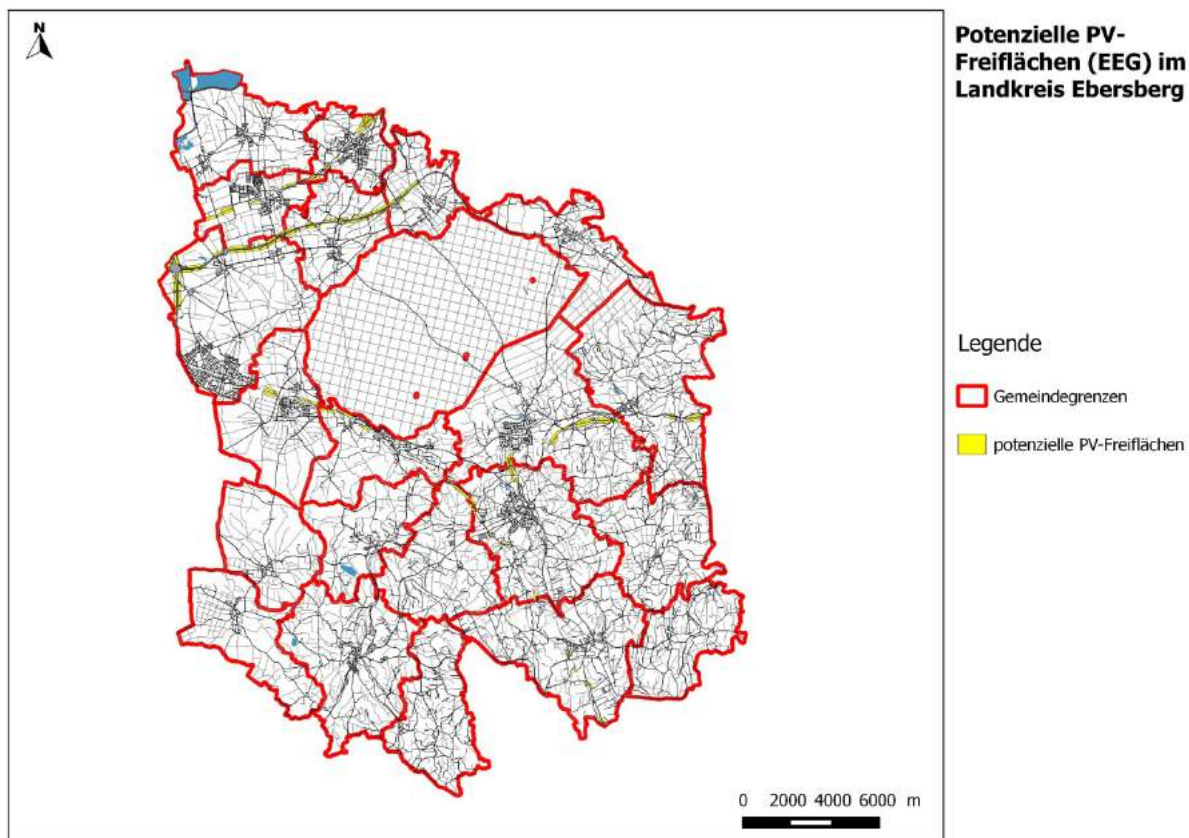 N
Potenzielle PV-
Freiflächen (EEG) im
Landkreis Ebersberg
Legende
Gemeindegrenzen
potenzielle PV-Freiflächen
0 2000 4000 6000 m